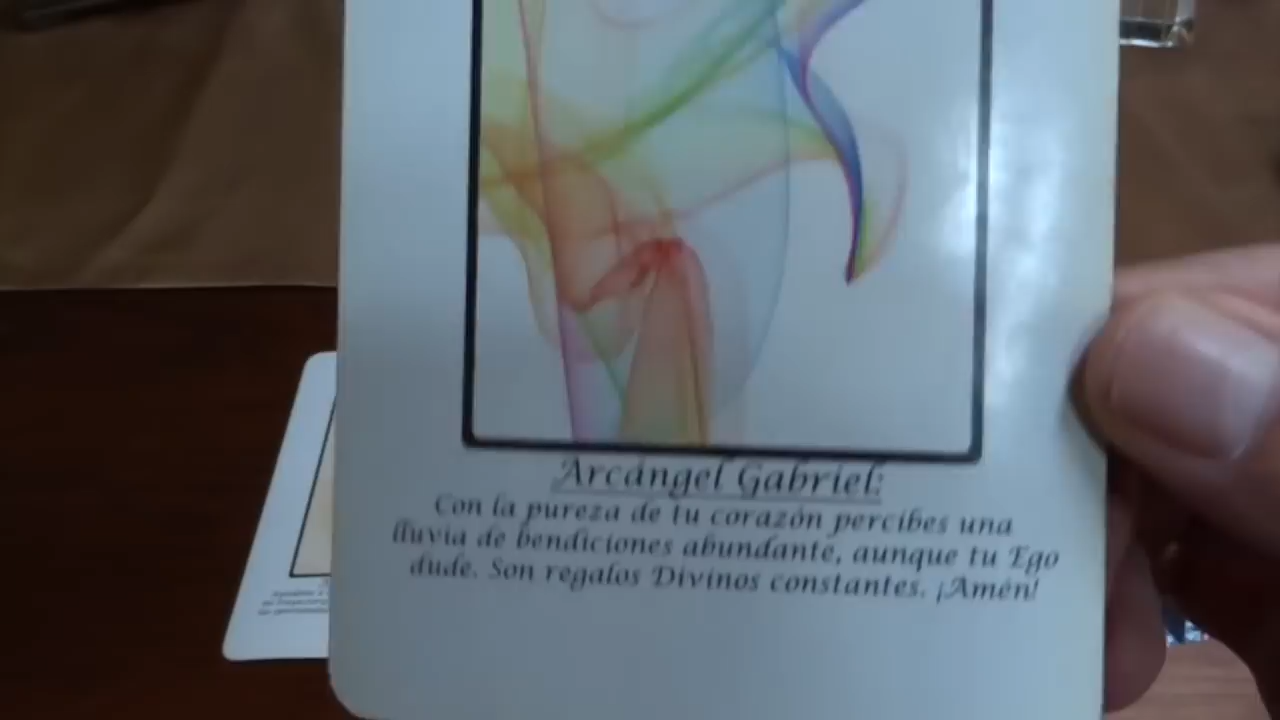 Arcángel Gabriel:
Con la pureza de tu corazón percibes una
lluvia de bendiciones abundante, aunque tu Ego
dude. Son regalos Divinos constantes. ¡Amén!